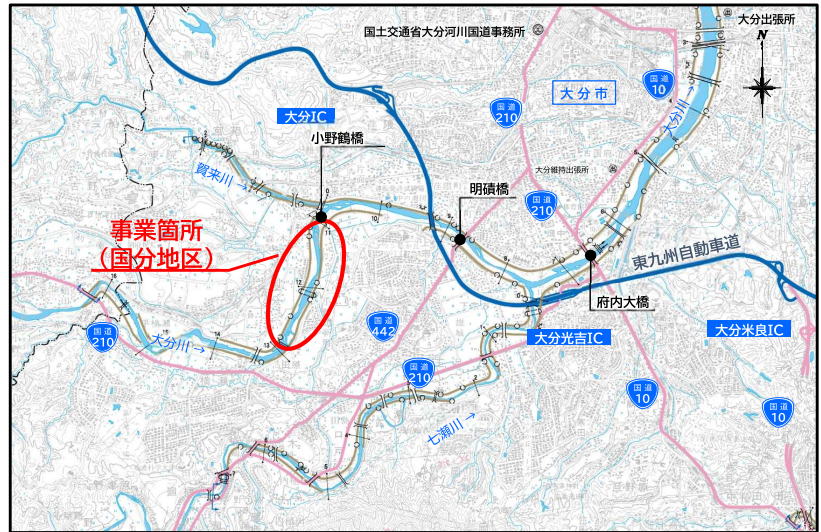 大分出張所
国土交通省大分河川国道事務所
N
国道
10
大分市
国道
210
大分川→
大分IC
小野鶴橋
賀来川→
大分維持出張所
明磧橋
国道
210
事業箇所
(国分地区)
東九州自動車道
府内大橋
国道
442
大分光吉IC
大分米良IC
国道
210
大分川→
国道
210
国道
10
国道
10
七瀬川→